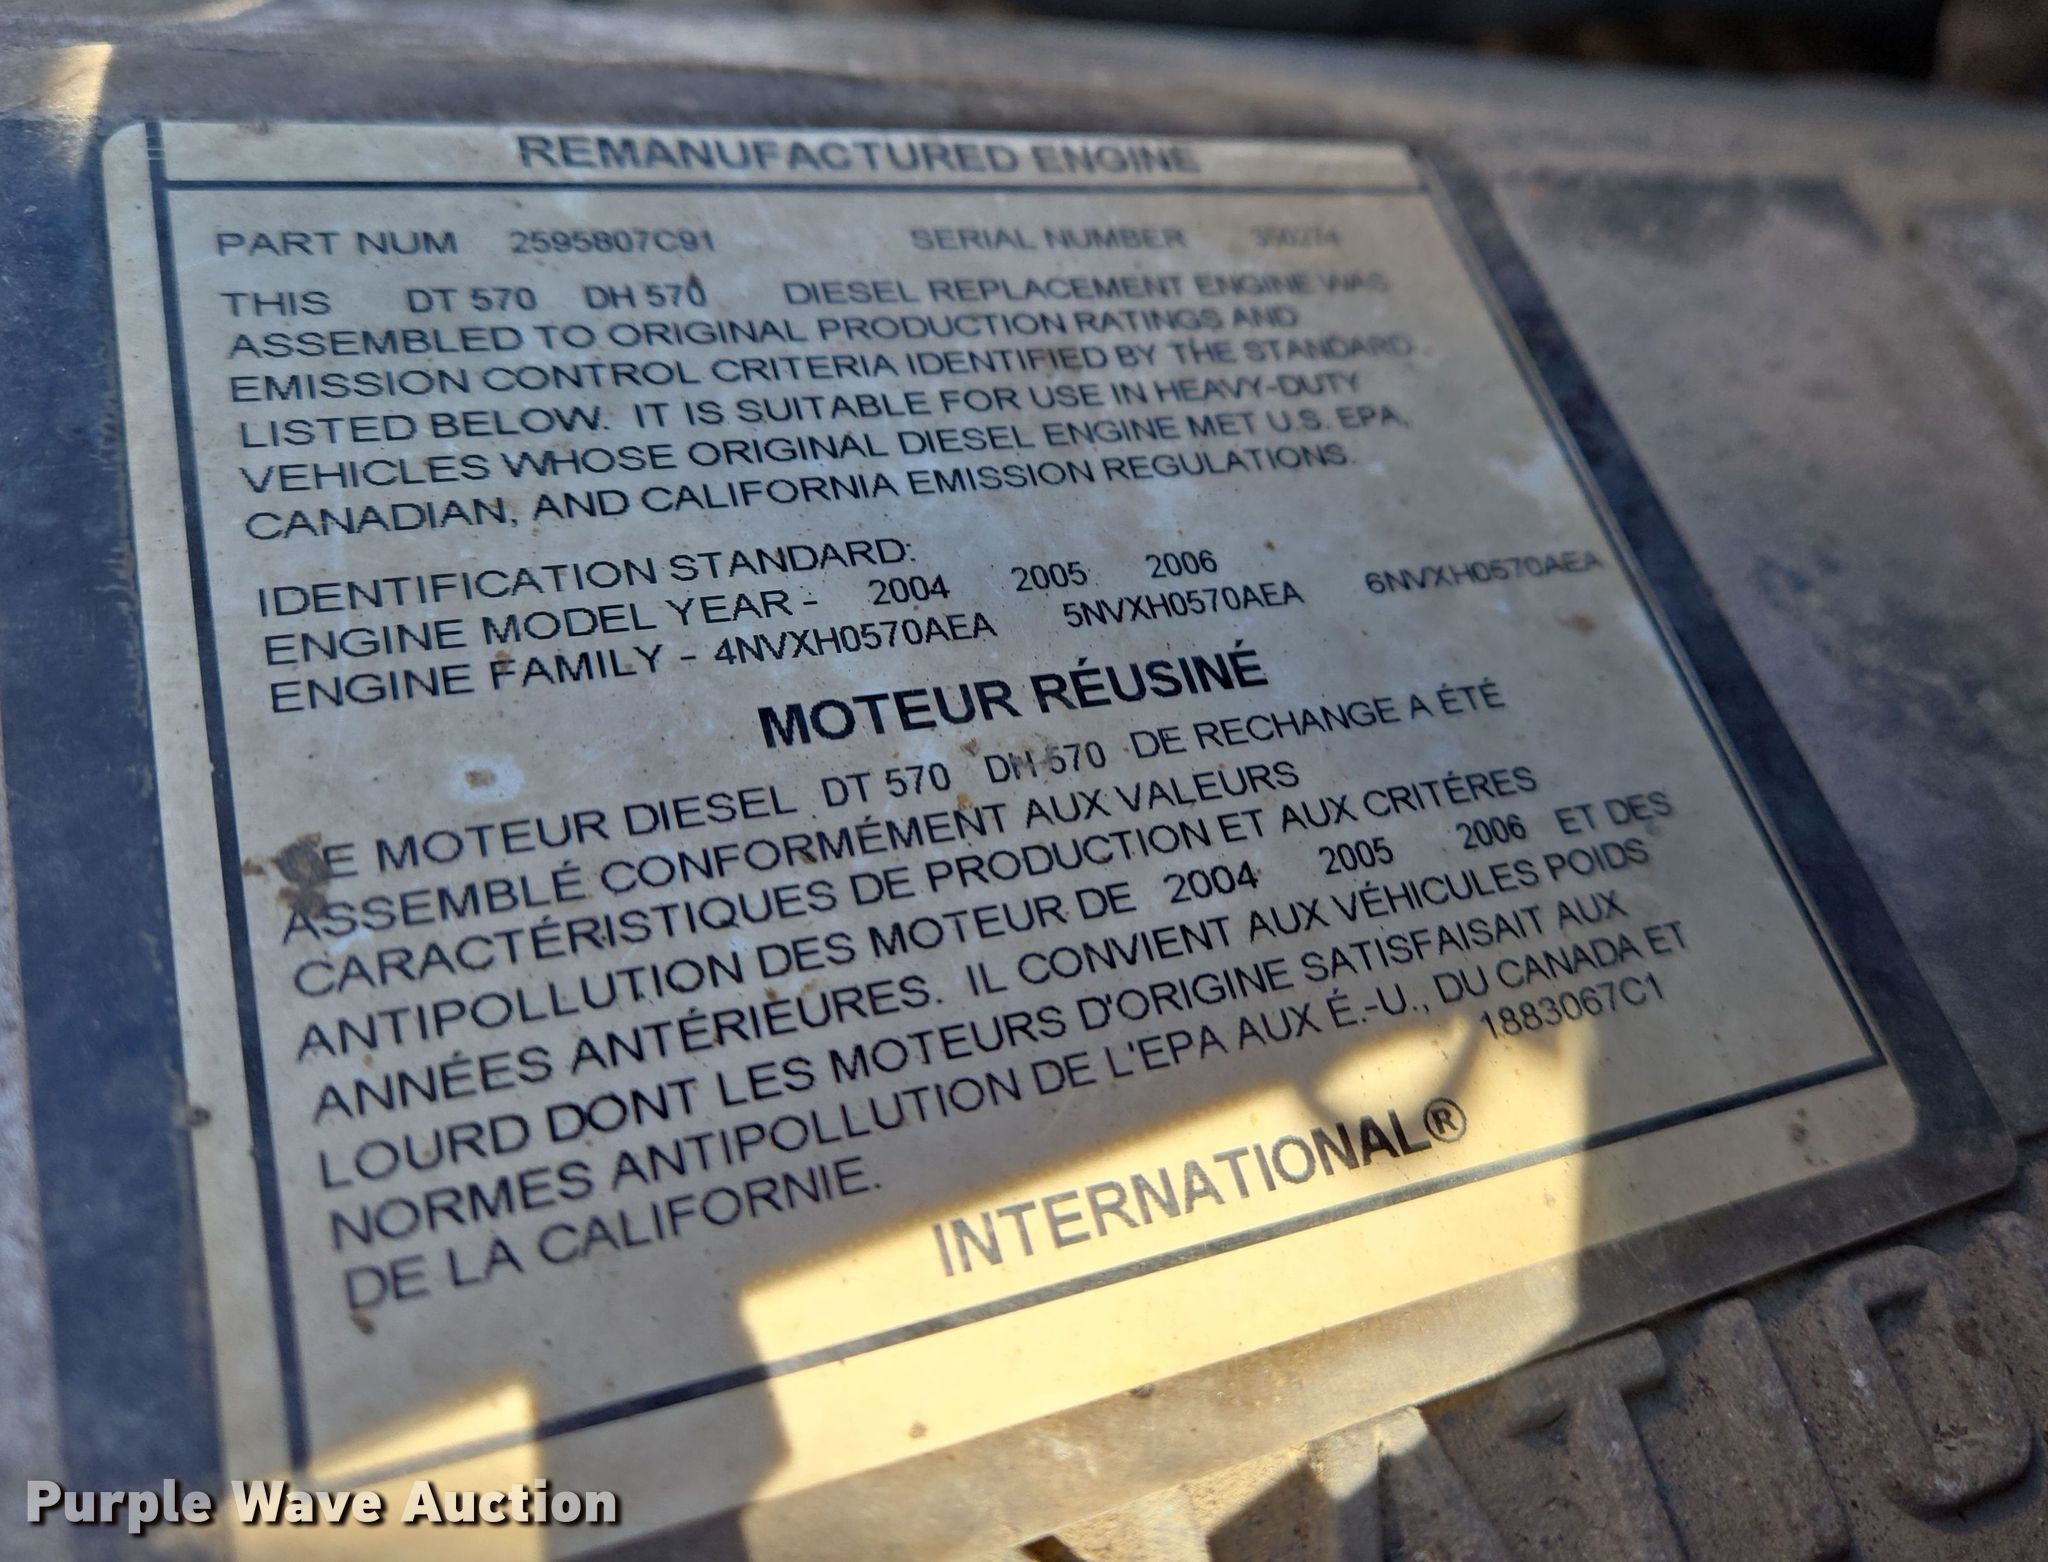 REMANUFACTURED ENGINE
PART NUM 2595807C91 SERIAL NUMBER
THIS DT 570 DH 570 DIESEL REPLACEMENT ENGINE WAS
ASSEMBLED TO ORIGINAL PRODUCTION RATINGS AND
EMISSION CONTROL CRITERIA IDENTIFIED BY THE STANDARD
LISTED BELOW. IT IS SUITABLE FOR USE IN HEAVY-DUTY
VEHICLES WHOSE ORIGINAL DIESEL ENGINE MET U.S. EPA,
CANADIAN, AND CALIFORNIA EMISSION REGULATIONS.
IDENTIFICATION STANDARD:
ENGINE MODEL YEAR - 2004 2005 2006
ENGINE FAMILY - 4NVXH0570AEA 5NVXH0570AEA 6NVXH0570AEA
MOTEUR RÉUSINÉ
CE MOTEUR DIESEL DT 570 DH 570 DE RECHANGE A ÉTÉ
ASSEMBLÉ CONFORMÉMENT AUX VALEURS
CARACTÉRISTIQUES DE PRODUCTION ET AUX CRITÉRES
ANTIPOLLUTION DES MOTEUR DE 2004 2005 2006 ET DES
ANNÉES ANTÉRIEURES. IL CONVIENT AUX VÉHICULES POIDS
LOURD DONT LES MOTEURS D'ORIGINE SATISFAISAIT AUX
NORMES ANTIPOLLUTION DE L'EPA AUX É.-U., DU CANADA ET
DE LA CALIFORNIE. 1883067C1
INTERNATIONAL®
Purple Wave Auction